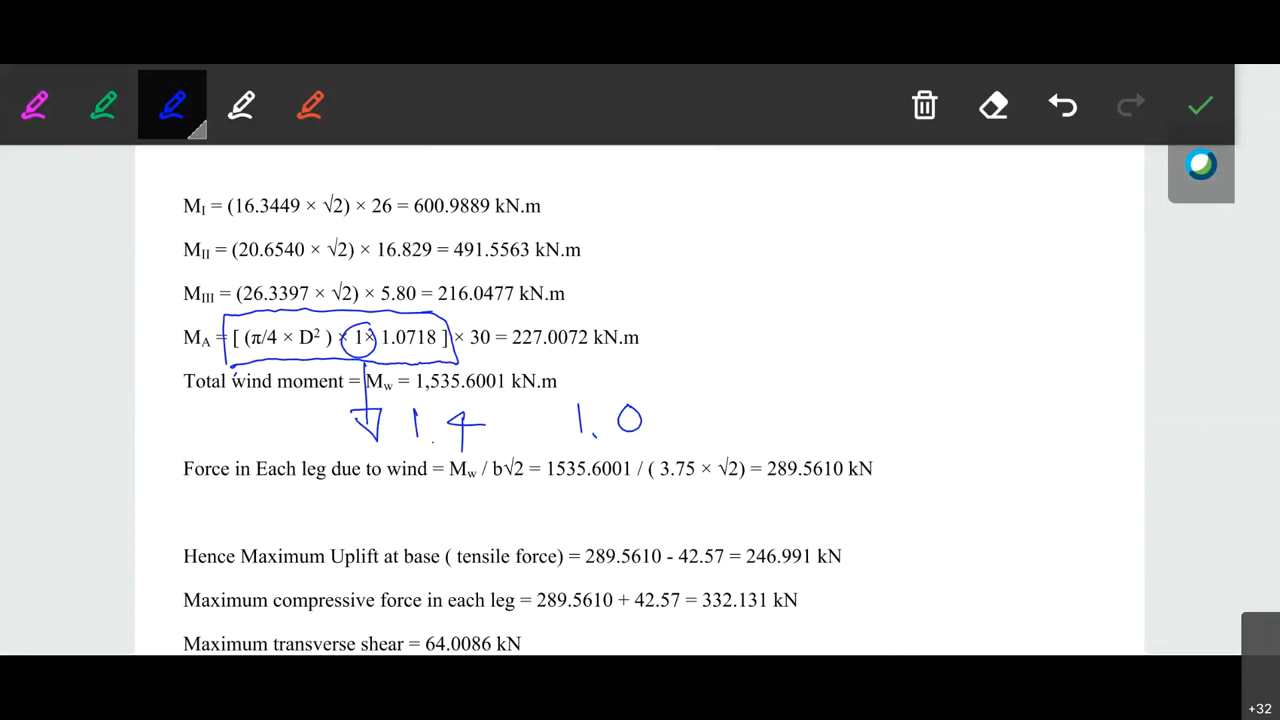 M_I = (16.3449 × √2) × 26 = 600.9889 kN.m
M_II = (20.6540 × √2) × 16.829 = 491.5563 kN.m
M_III = (26.3397 × √2) × 5.80 = 216.0477 kN.m
M_A = [ (π/4 × D² ) × 1× 1.0718 ] × 30 = 227.0072 kN.m
Total wind moment = M_w = 1,535.6001 kN.m
1.4 1.0
Force in Each leg due to wind = M_w / b√2 = 1535.6001 / ( 3.75 × √2) = 289.5610 kN
Hence Maximum Uplift at base ( tensile force) = 289.5610 - 42.57 = 246.991 kN
Maximum compressive force in each leg = 289.5610 + 42.57 = 332.131 kN
Maximum transverse shear = 64.0086 kN
+32